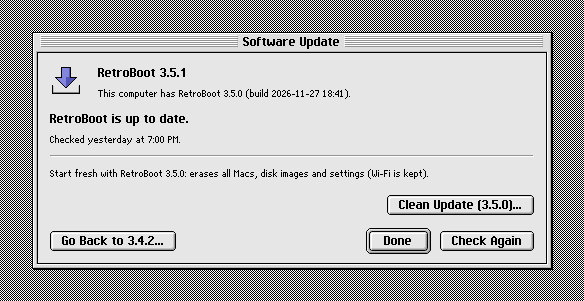 Software Update
RetroBoot 3.5.1
This computer has RetroBoot 3.5.0 (build 2026-11-27 18:41).
RetroBoot is up to date.
Checked yesterday at 7:00 PM.
Start fresh with RetroBoot 3.5.0: erases all Macs, disk images and settings (Wi-Fi is kept).
Clean Update (3.5.0)...
Go Back to 3.4.2...
Done
Check Again